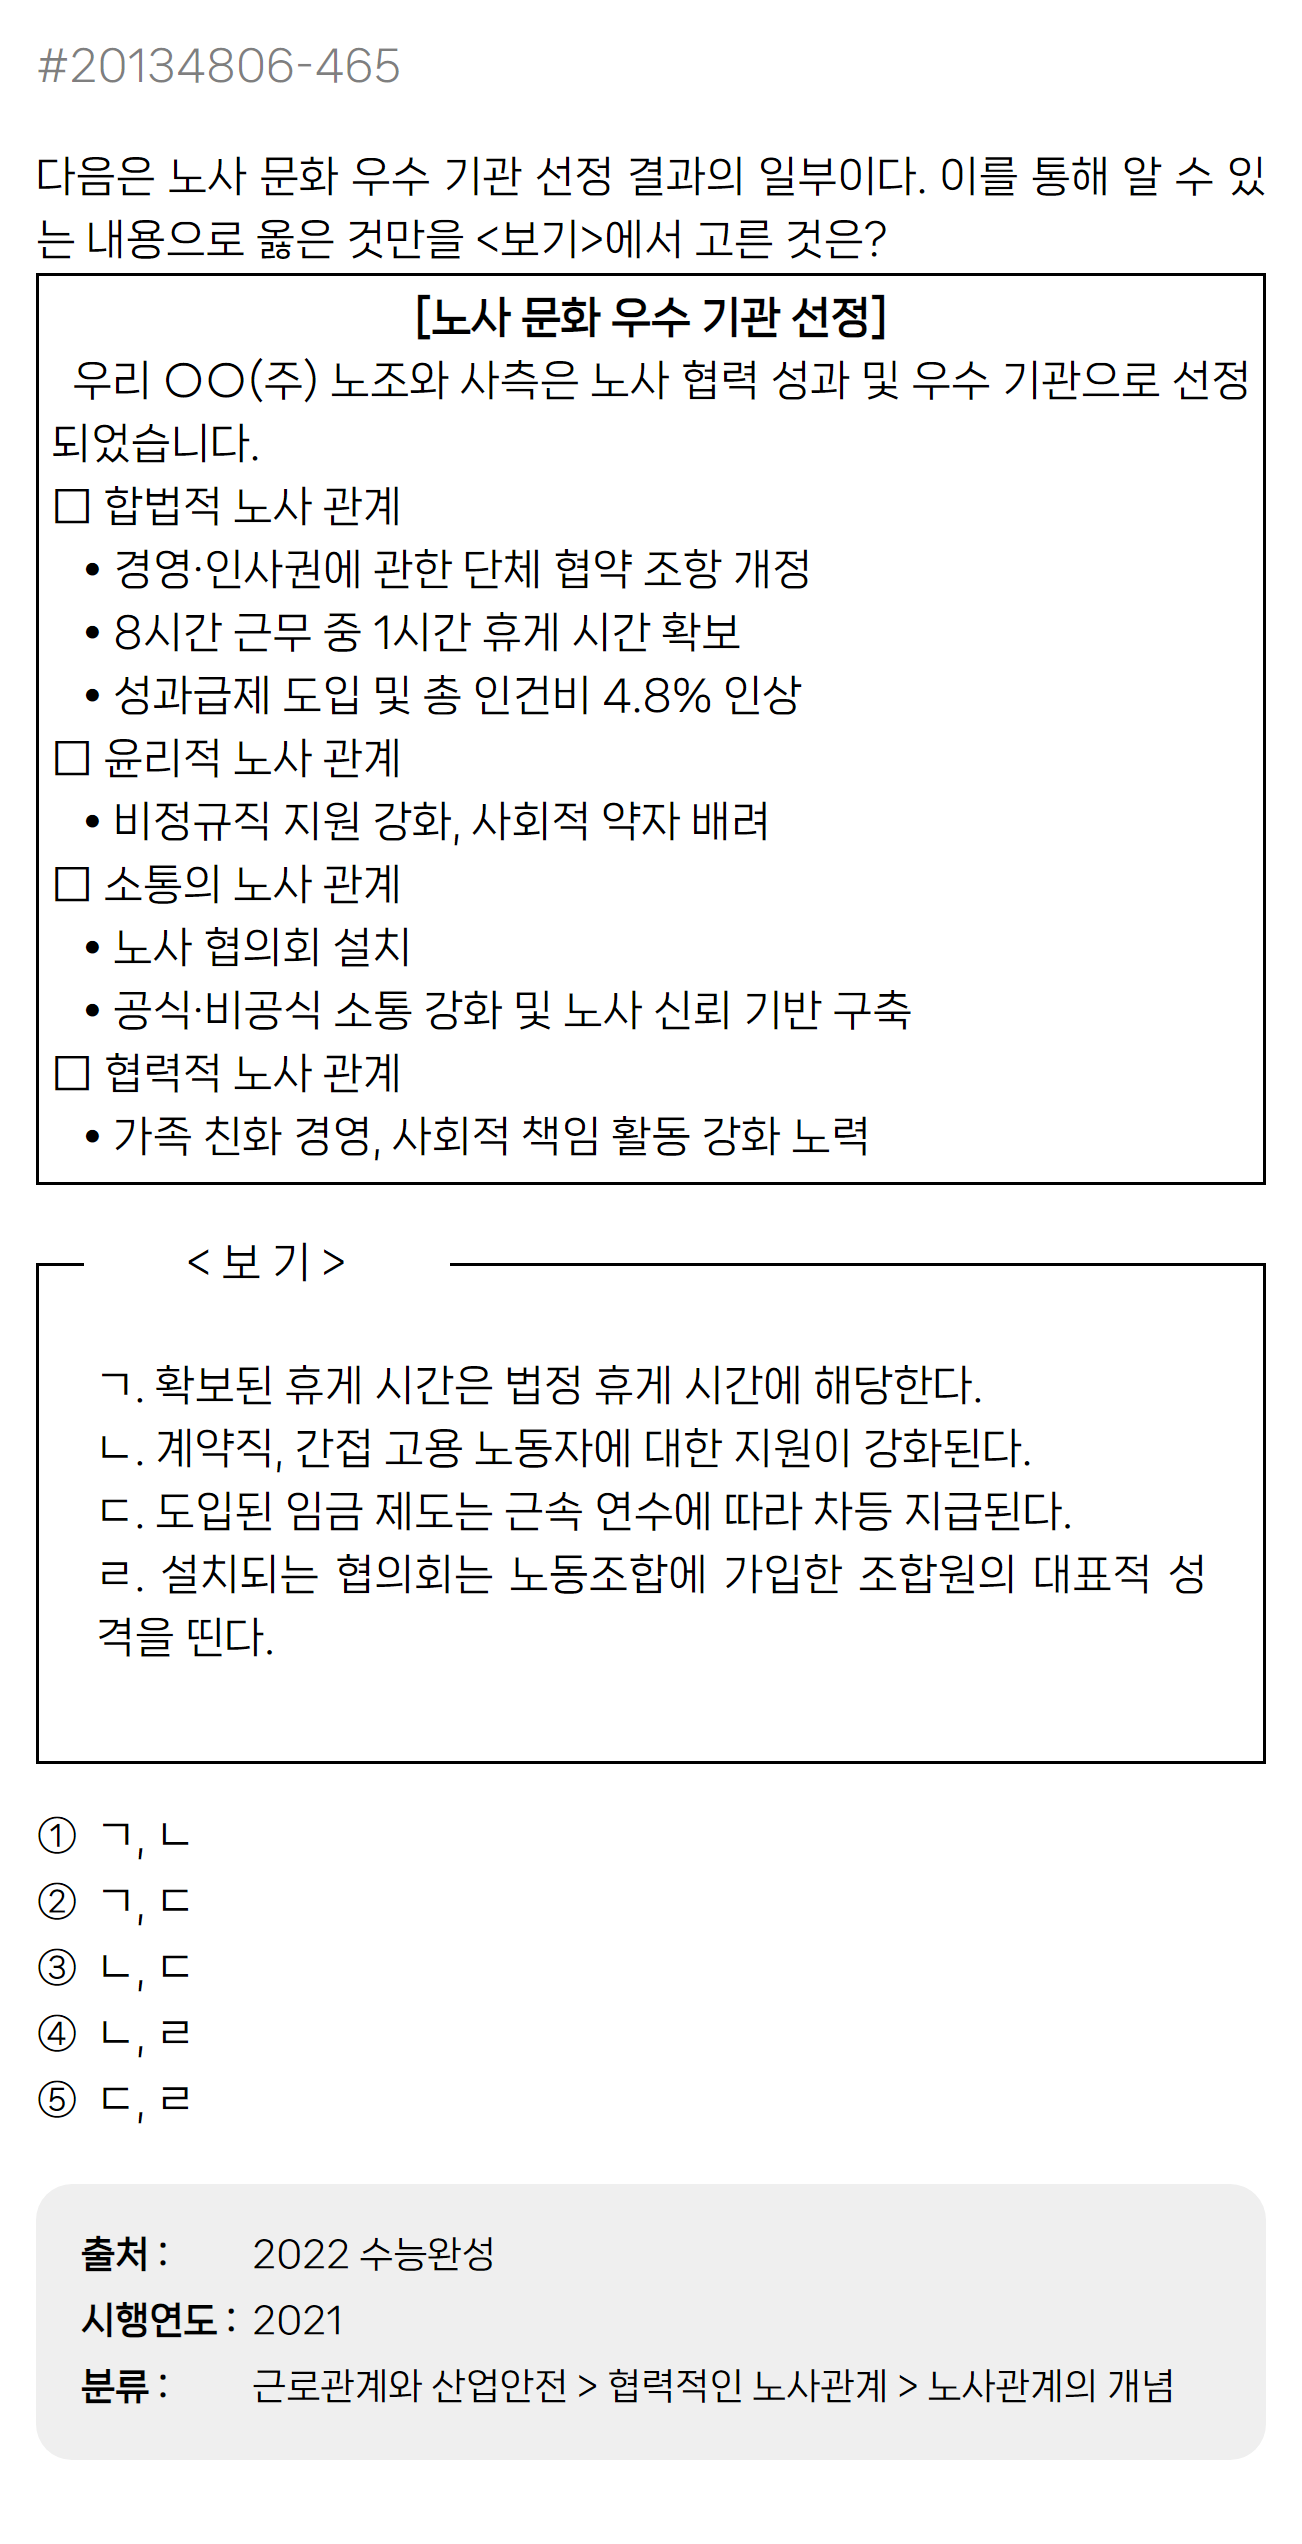 #20134806-465
다음은 노사 문화 우수 기관 선정 결과의 일부이다. 이를 통해 알 수 있
는 내용으로 옳은 것만을 <보기>에서 고른 것은?
[노사 문화 우수 기관 선정]
우리 〇〇(주) 노조와 사측은 노사 협력 성과 및 우수 기관으로 선정
되었습니다.
□ 합법적 노사 관계
• 경영·인사권에 관한 단체 협약 조항 개정
• 8시간 근무 중 1시간 휴게 시간 확보
• 성과급제 도입 및 총 인건비 4.8% 인상
□ 윤리적 노사 관계
• 비정규직 지원 강화, 사회적 약자 배려
□ 소통의 노사 관계
• 노사 협의회 설치
• 공식·비공식 소통 강화 및 노사 신뢰 기반 구축
□ 협력적 노사 관계
• 가족 친화 경영, 사회적 책임 활동 강화 노력
< 보 기 >
ㄱ. 확보된 휴게 시간은 법정 휴게 시간에 해당한다.
ㄴ. 계약직, 간접 고용 노동자에 대한 지원이 강화된다.
ㄷ. 도입된 임금 제도는 근속 연수에 따라 차등 지급된다.
ㄹ. 설치되는 협의회는 노동조합에 가입한 조합원의 대표적 성
격을 띤다.
① ㄱ, ㄴ
② ㄱ, ㄷ
③ ㄴ, ㄷ
④ ㄴ, ㄹ
⑤ ㄷ, ㄹ
출처 : 2022 수능완성
시행연도 : 2021
분류 : 근로관계와 산업안전 > 협력적인 노사관계 > 노사관계의 개념